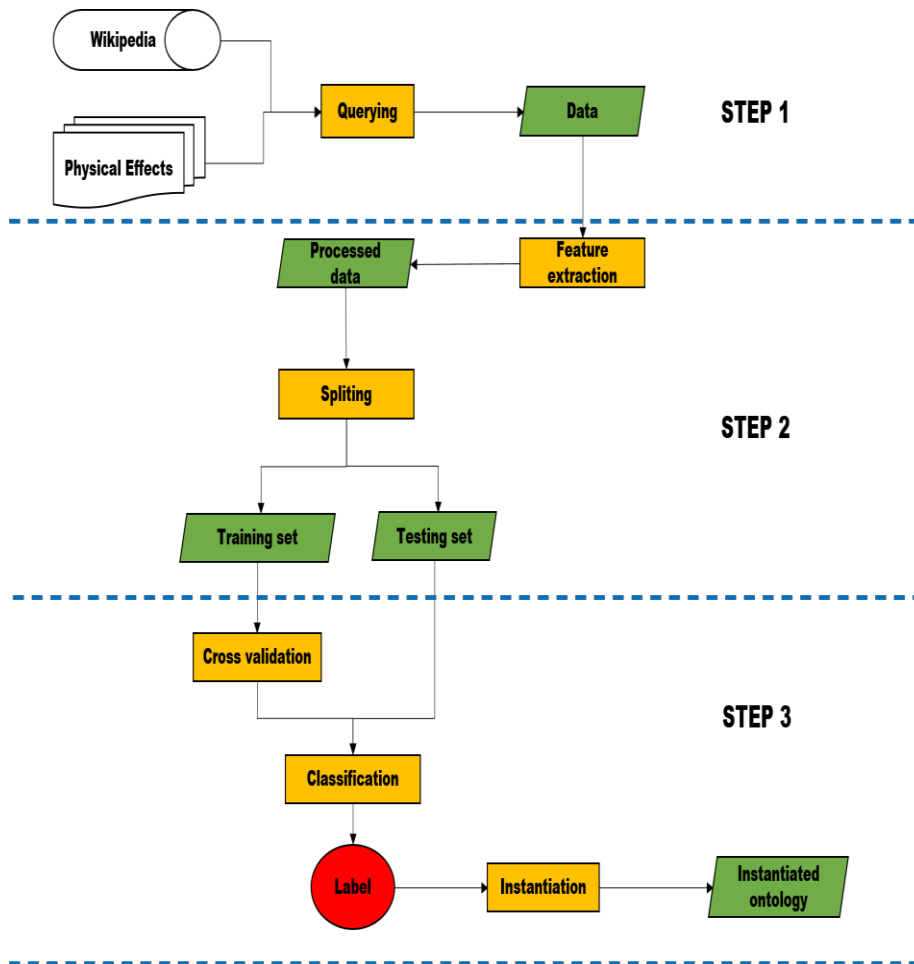 Wikipedia
Querying
Data
STEP 1
Physical Effects
Processed
data
Feature
extraction
Spliting
STEP 2
Training set
Testing set
Cross validation
STEP 3
Classification
Label
Instantiation
Instantiated
ontology